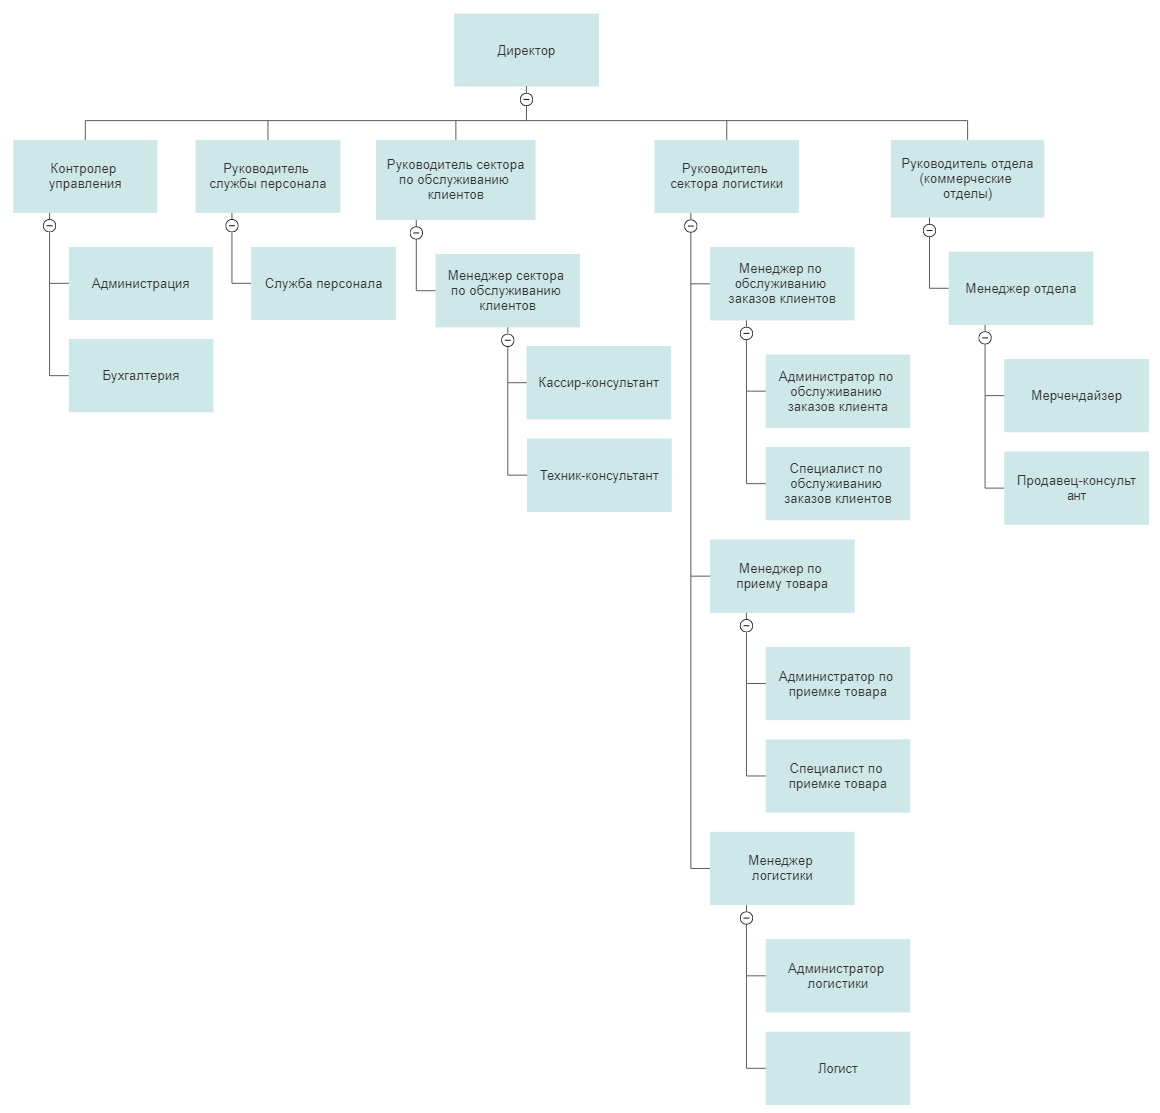 Директор
Контролер
управления
Администрация
Бухгалтерия
Руководитель
службы персонала
Служба персонала
Руководитель сектора
по обслуживанию
клиентов
Менеджер сектора
по обслуживанию
клиентов
Кассир-консультант
Техник-консультант
Руководитель
сектора логистики
Менеджер по
обслуживанию
заказов клиентов
Администратор по
обслуживанию
заказов клиента
Специалист по
обслуживанию
заказов клиентов
Менеджер по
приему товара
Администратор по
приемке товара
Специалист по
приемке товара
Менеджер
логистики
Администратор
логистики
Логист
Руководитель отдела
(коммерческие
отделы)
Менеджер отдела
Мерчендайзер
Продавец-консульт
ант